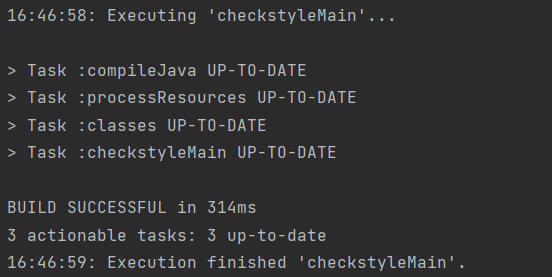 16:46:58: Executing 'checkstyleMain'...
> Task :compileJava UP-TO-DATE
> Task :processResources UP-TO-DATE
> Task :classes UP-TO-DATE
> Task :checkstyleMain UP-TO-DATE
BUILD SUCCESSFUL in 314ms
3 actionable tasks: 3 up-to-date
16:46:59: Execution finished 'checkstyleMain'.